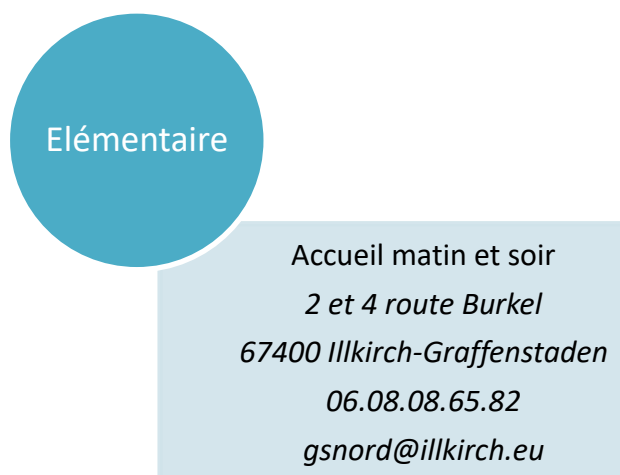 Elémentaire
Accueil matin et soir
2 et 4 route Burkel
67400 Illkirch-Graffenstaden
06.08.08.65.82
gsnord@illkirch.eu